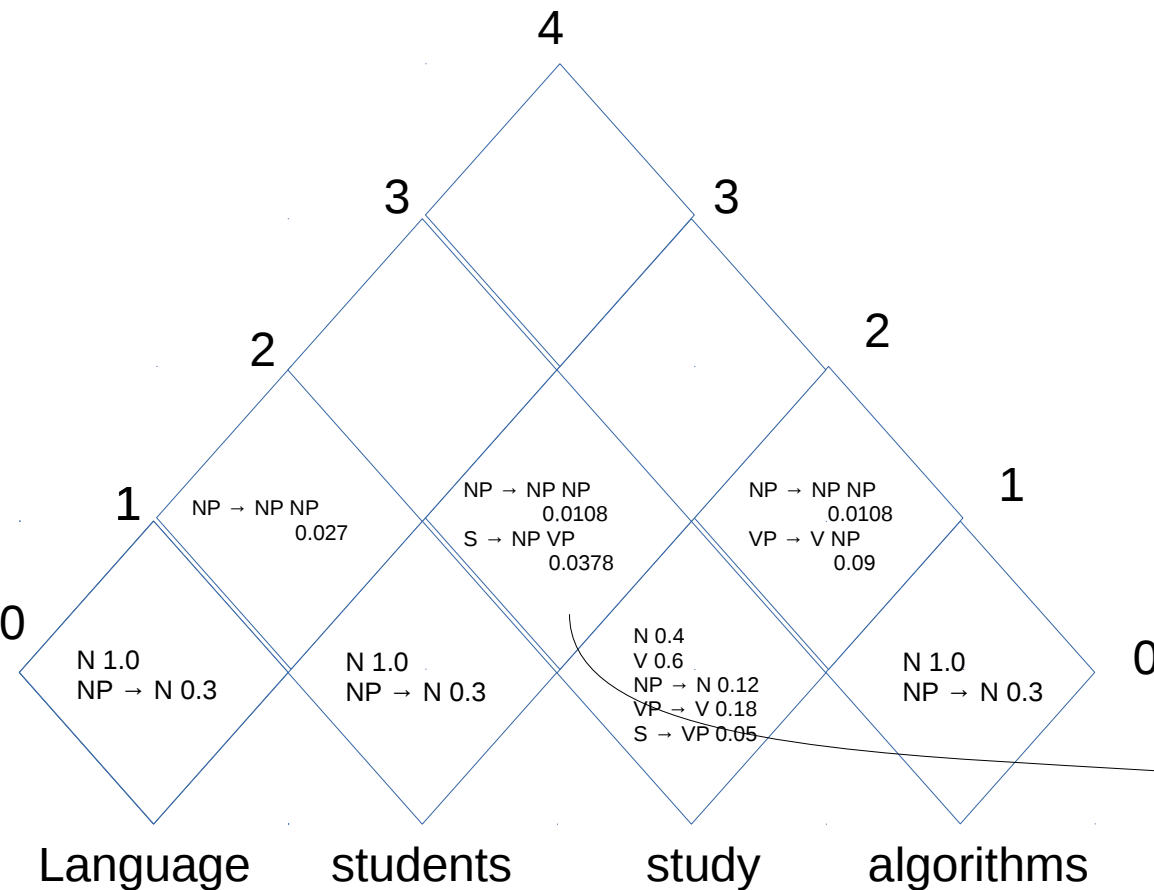 4
3
3
2
2
1
1
0
0
NP → NP NP
0.027
NP → NP NP
0.0108
S → NP VP
0.0378
NP → NP NP
0.0108
VP → V NP
0.09
N 1.0
NP → N 0.3
N 1.0
NP → N 0.3
N 0.4
V 0.6
NP → N 0.12
VP → V 0.18
S → VP 0.05
N 1.0
NP → N 0.3
Language students study algorithms